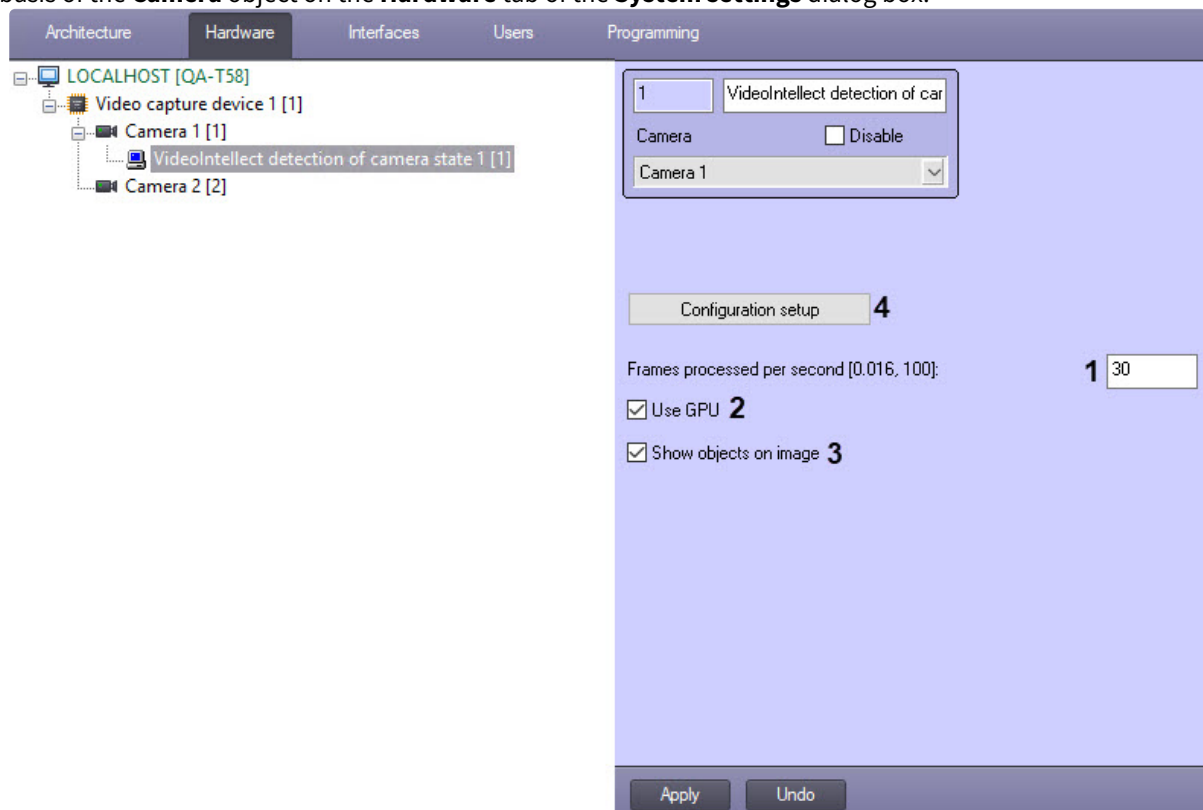 basis of the Camera object on the Hardware tab of the System settings dialog box.
Architecture Hardware Interfaces Users Programming
LOCALHOST [QA-T58]
Video capture device 1 [1]
Camera 1 [1]
VideoIntellect detection of camera state 1 [1]
Camera 2 [2]
1 VideoIntellect detection of car
Camera Disable
Camera 1
Configuration setup 4
Frames processed per second [0.016, 100]: 1 30
Use GPU 2
Show objects on image 3
Apply Undo